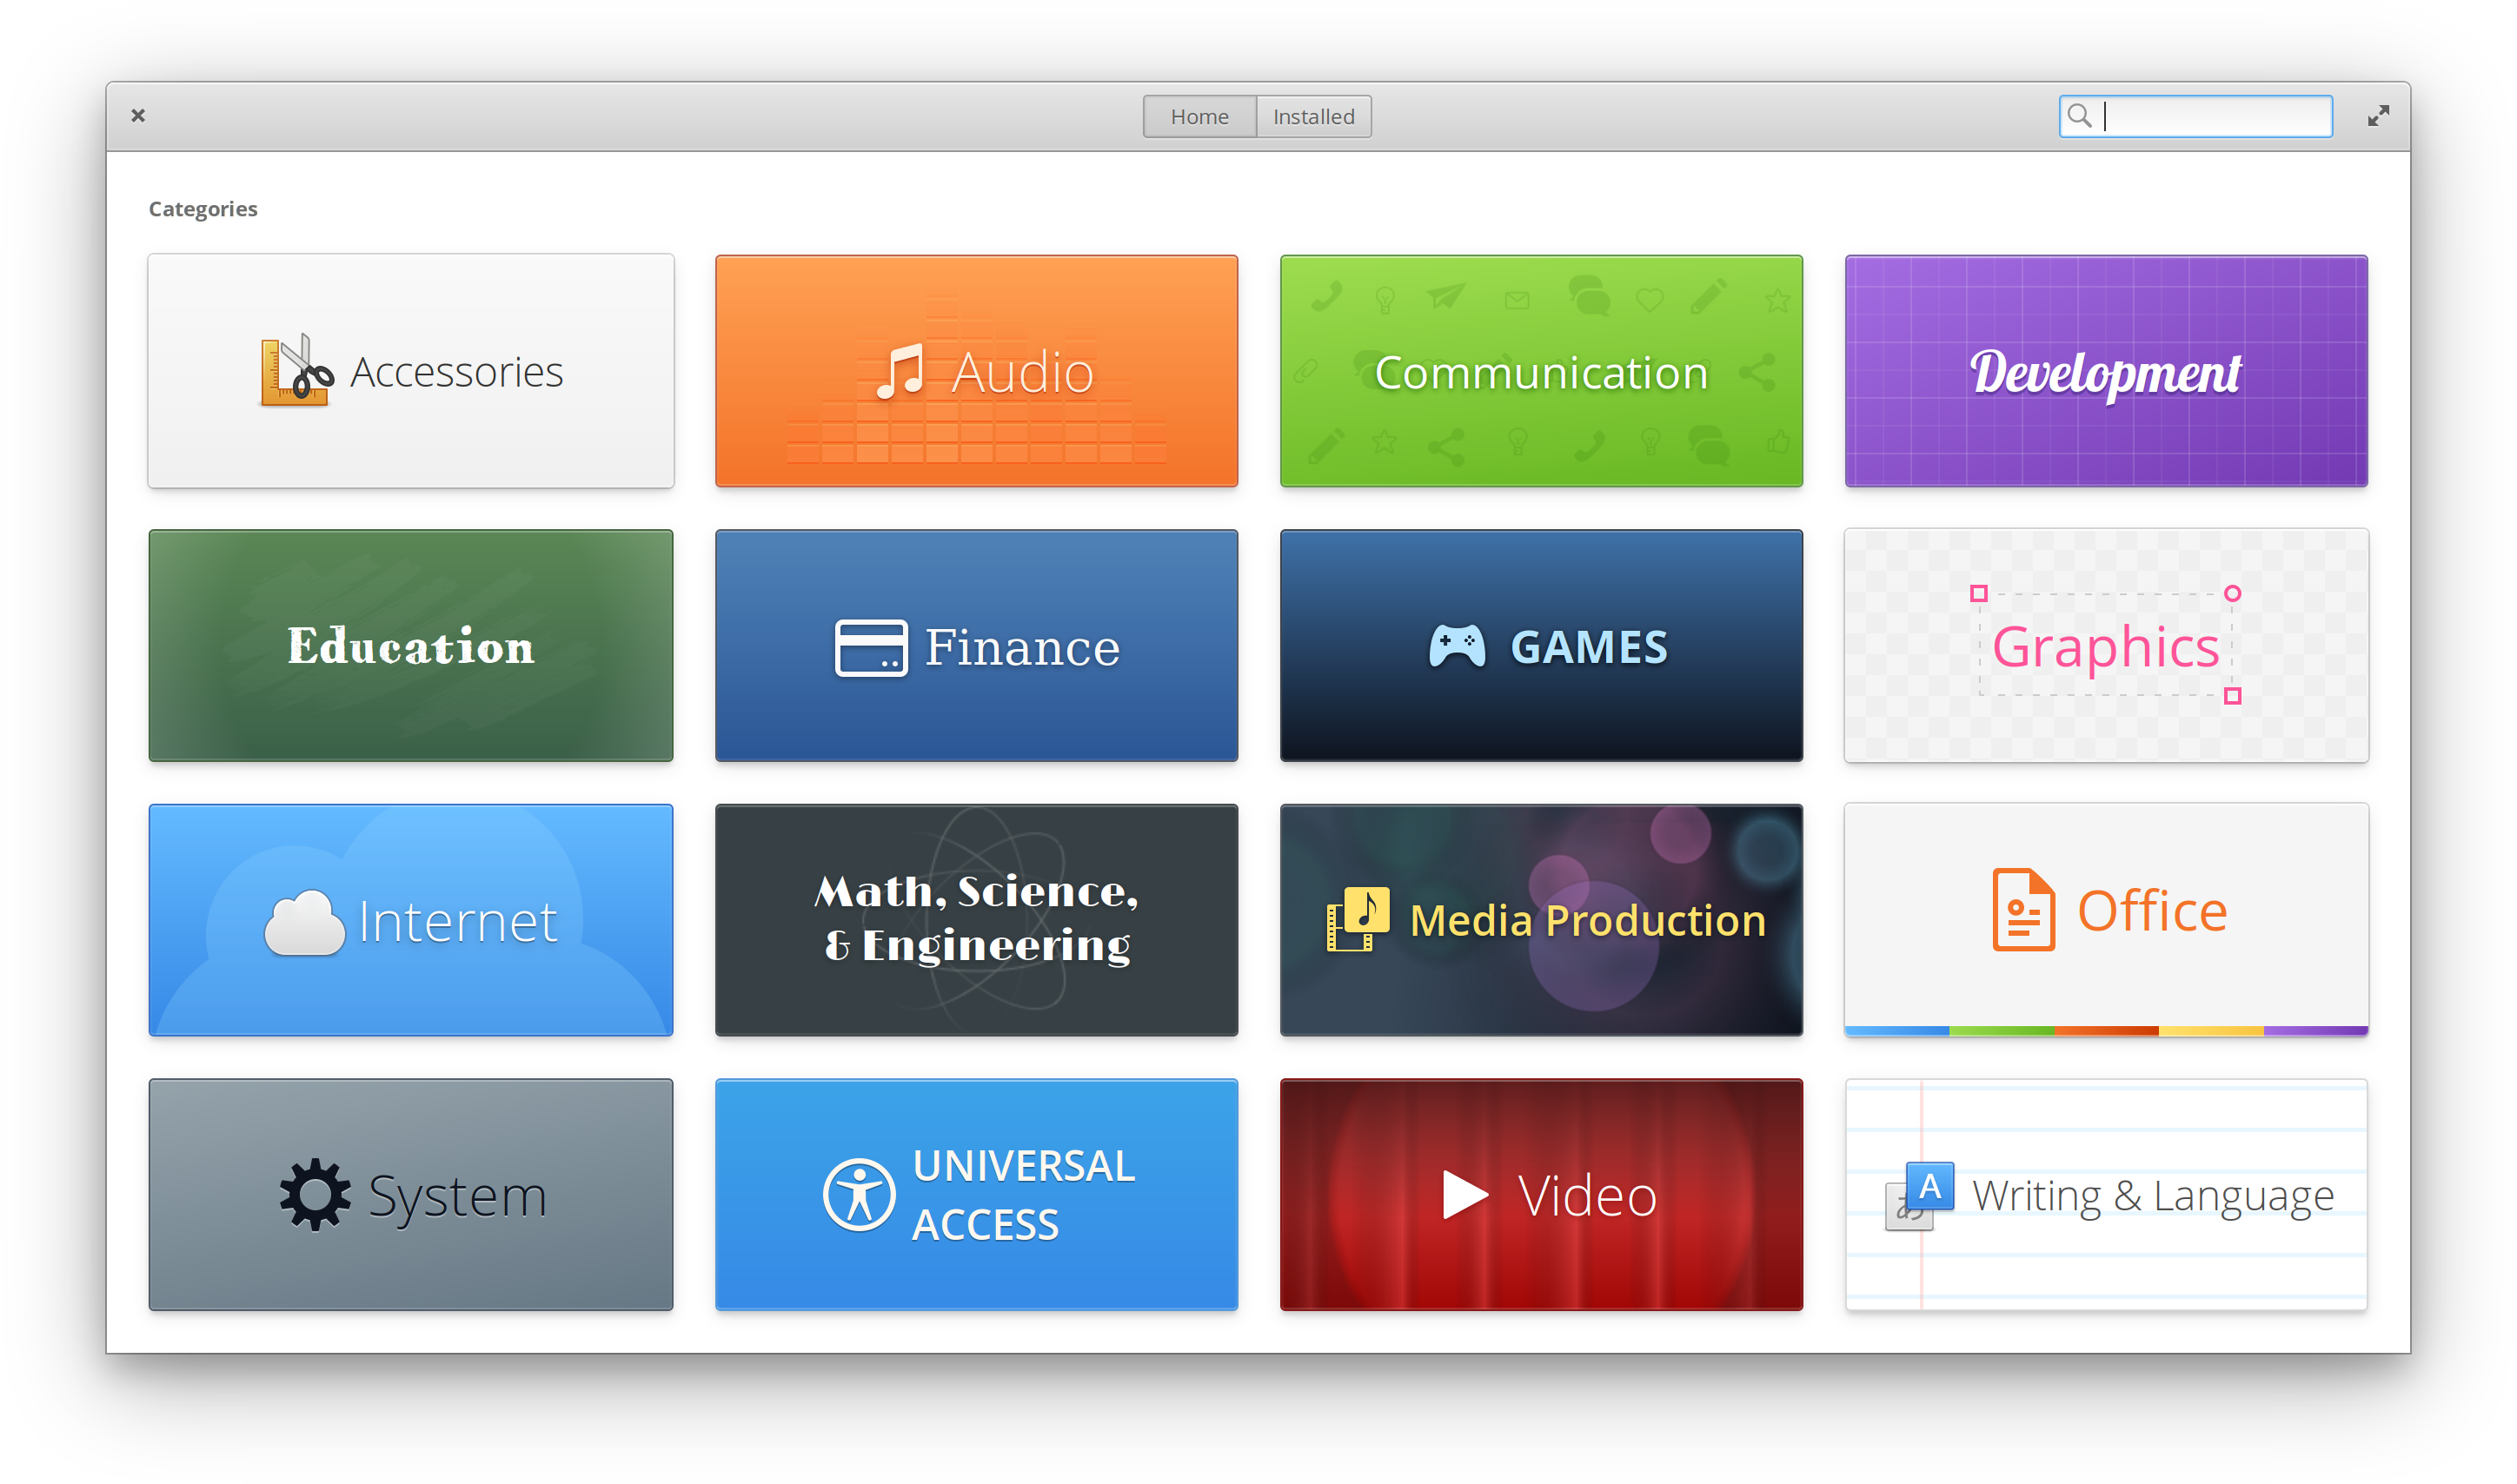 Home
Installed
Categories
Accessories
Audio
Communication
Development
Education
Finance
GAMES
Graphics
Internet
Math, Science,
& Engineering
Media Production
Office
System
UNIVERSAL
ACCESS
Video
あ
A
Writing & Language